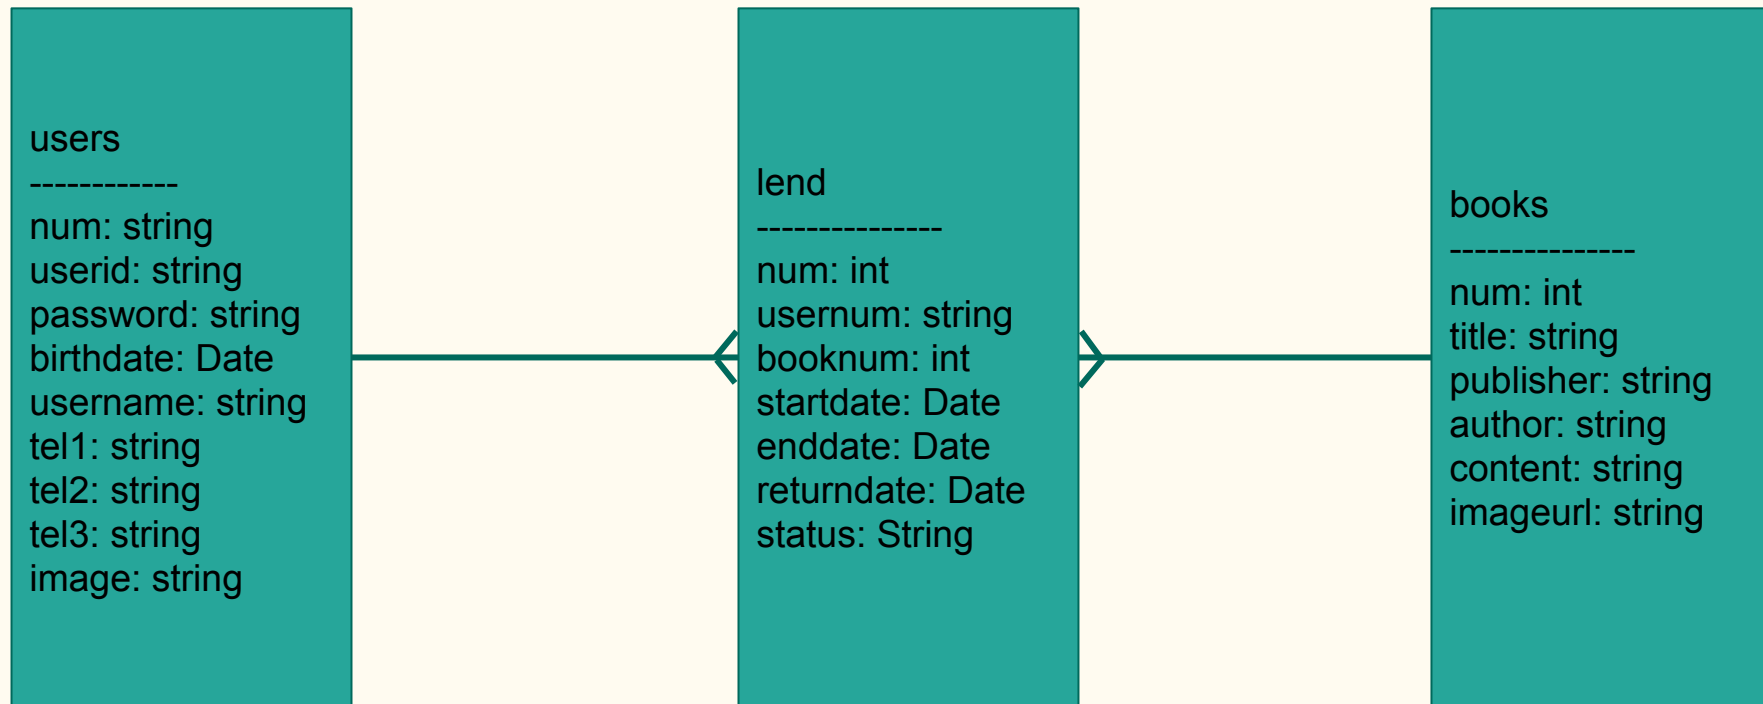 users
------------
num: string
userid: string
password: string
birthdate: Date
username: string
tel1: string
tel2: string
tel3: string
image: string
lend
---------------
num: int
usernum: string
booknum: int
startdate: Date
enddate: Date
returndate: Date
status: String
books
---------------
num: int
title: string
publisher: string
author: string
content: string
imageurl: string